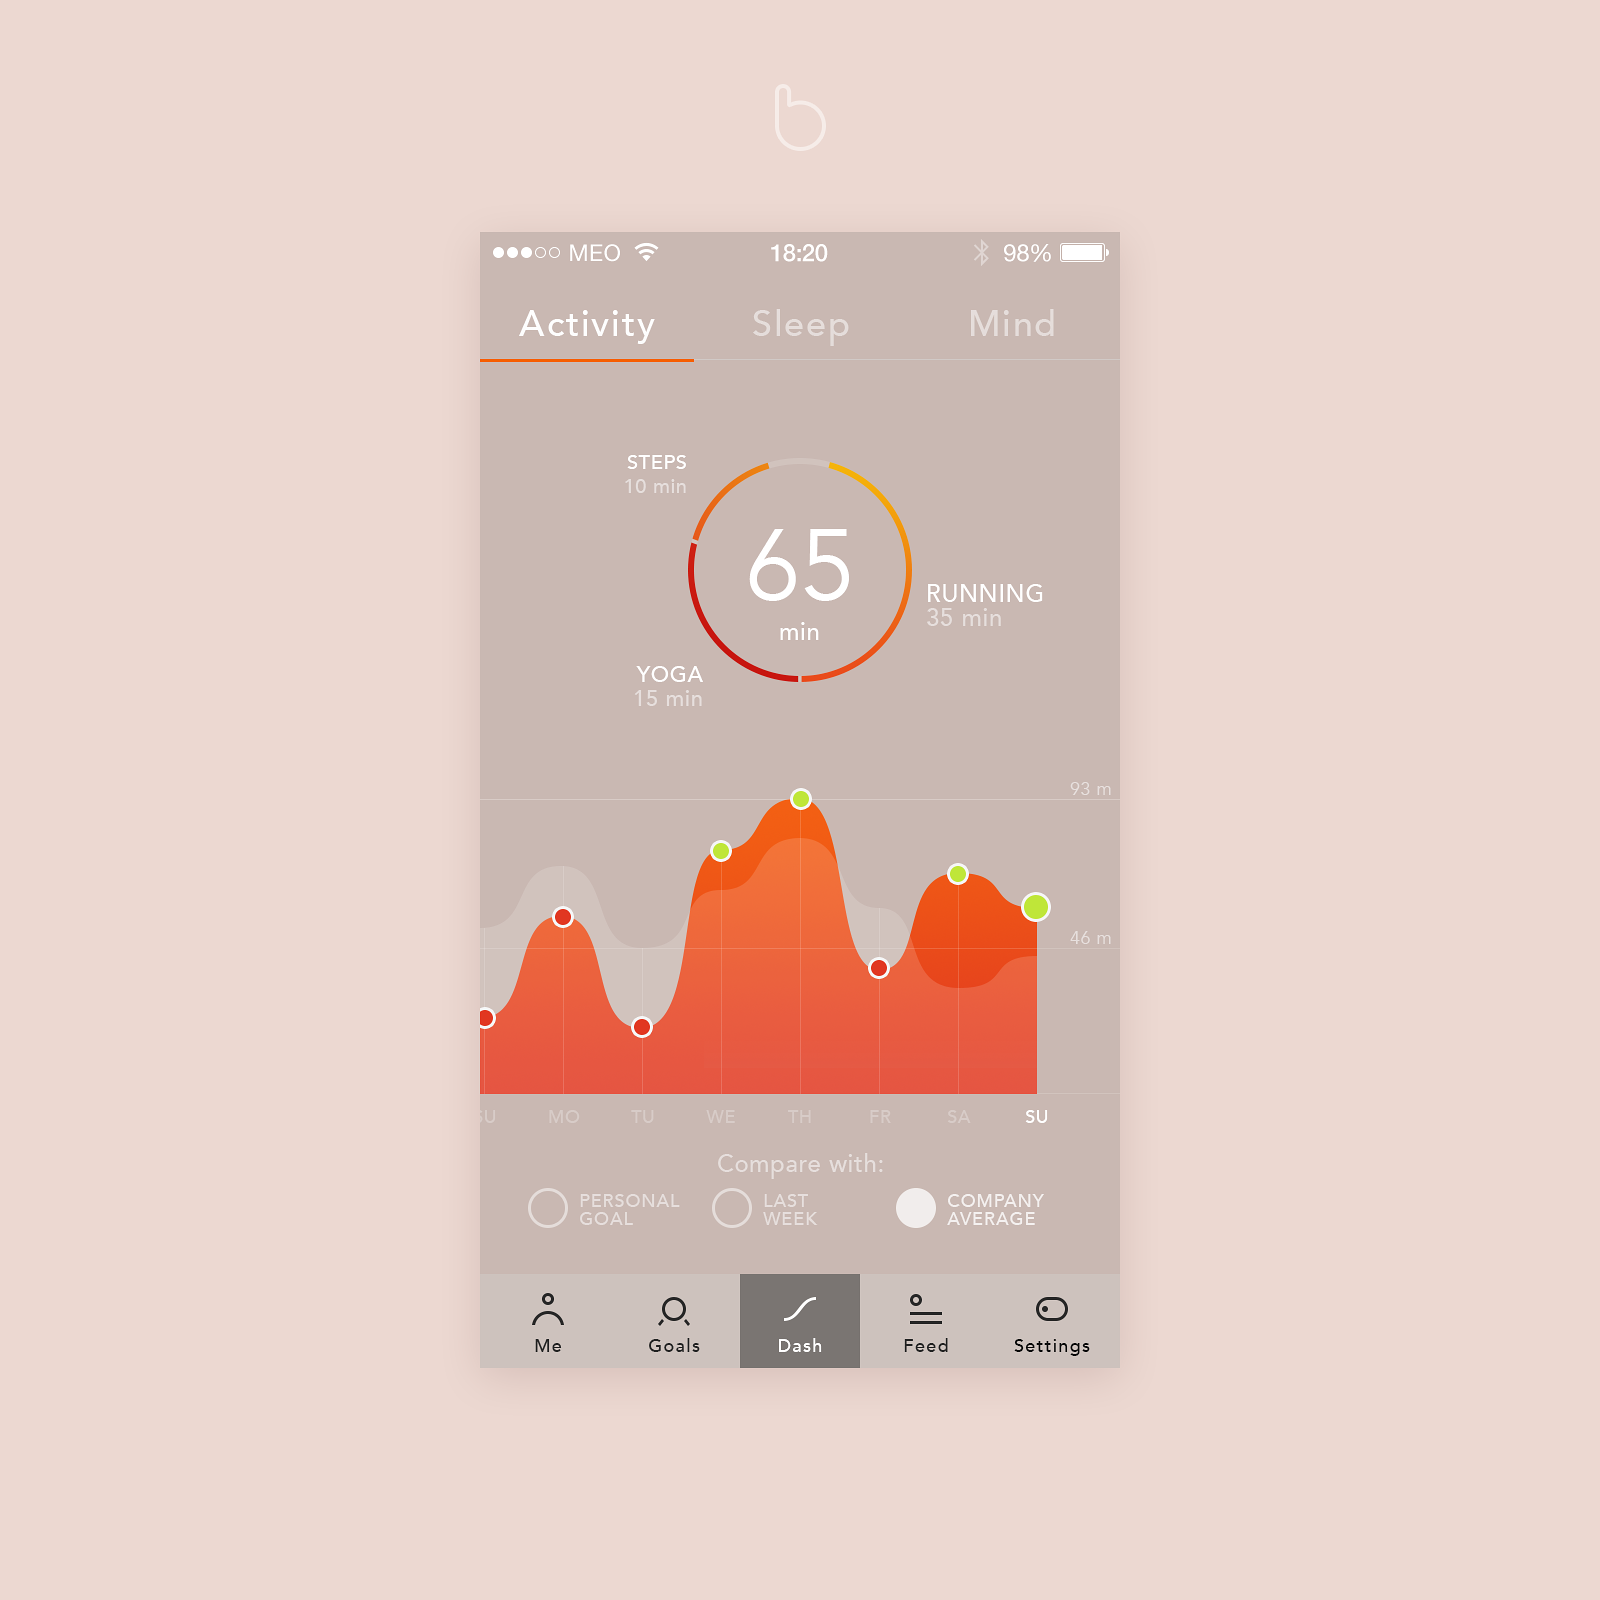 b
MEO 18:20 98%
Activity Sleep Mind
STEPS
10 min
65
min
RUNNING
35 min
YOGA
15 min
93 m
46 m
SU MO TU WE TH FR SA SU
Compare with:
PERSONAL
GOAL
LAST
WEEK
COMPANY
AVERAGE
Me Goals Dash Feed Settings